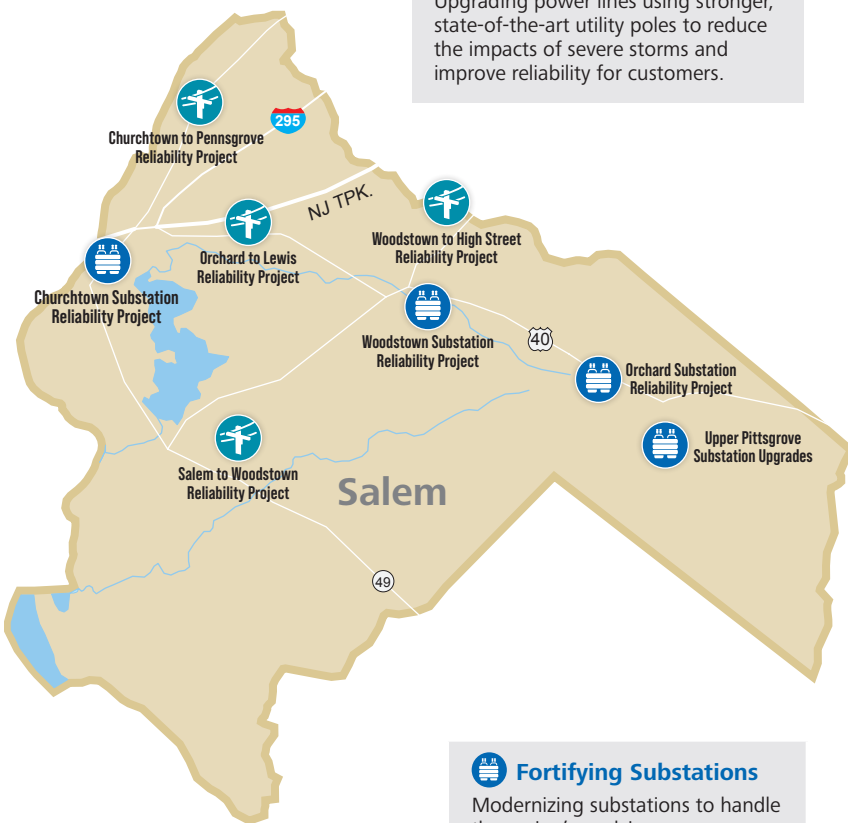 Upgrading power lines using stronger,
state-of-the-art utility poles to reduce
the impacts of severe storms and
improve reliability for customers.
295
Churchtown to Pennsgrove
Reliability Project
NJ TPK.
Orchard to Lewis
Reliability Project
Woodstown to High Street
Reliability Project
Churchtown Substation
Reliability Project
Woodstown Substation
Reliability Project
40
Orchard Substation
Reliability Project
Upper Pittsgrove
Substation Upgrades
Salem to Woodstown
Reliability Project
Salem
49
Fortifying Substations
Modernizing substations to handle